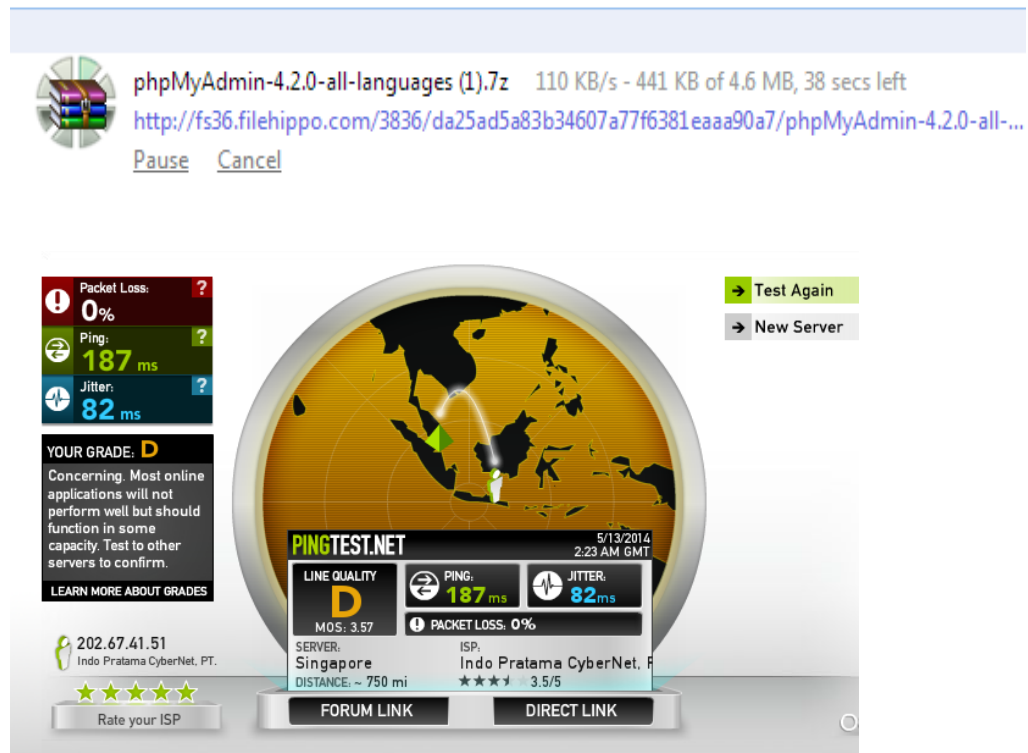 phpMyAdmin-4.2.0-all-languages (1).7z 110 KB/s - 441 KB of 4.6 MB, 38 secs left
http://fs36.filehippo.com/3836/da25ad5a83b34607a77f6381eaaa90a7/phpMyAdmin-4.2.0-all-...
Pause Cancel
Packet Loss: ?
0%
Ping: ?
187 ms
Jitter: ?
82 ms
YOUR GRADE: D
Concerning. Most online
applications will not
perform well but should
function in some
capacity. Test to other
servers to confirm.
LEARN MORE ABOUT GRADES
202.67.41.51
Indo Pratama CyberNet, PT.
Rate your ISP
Test Again
New Server
PINGTEST.NET
5/13/2014
2:23 AM GMT
LINE QUALITY
D
MOS: 3.57
PING:
187 ms
JITTER:
82ms
PACKET LOSS: 0%
SERVER:
Singapore
DISTANCE: ~ 750 mi
ISP:
Indo Pratama CyberNet,
3.5/5
FORUM LINK
DIRECT LINK